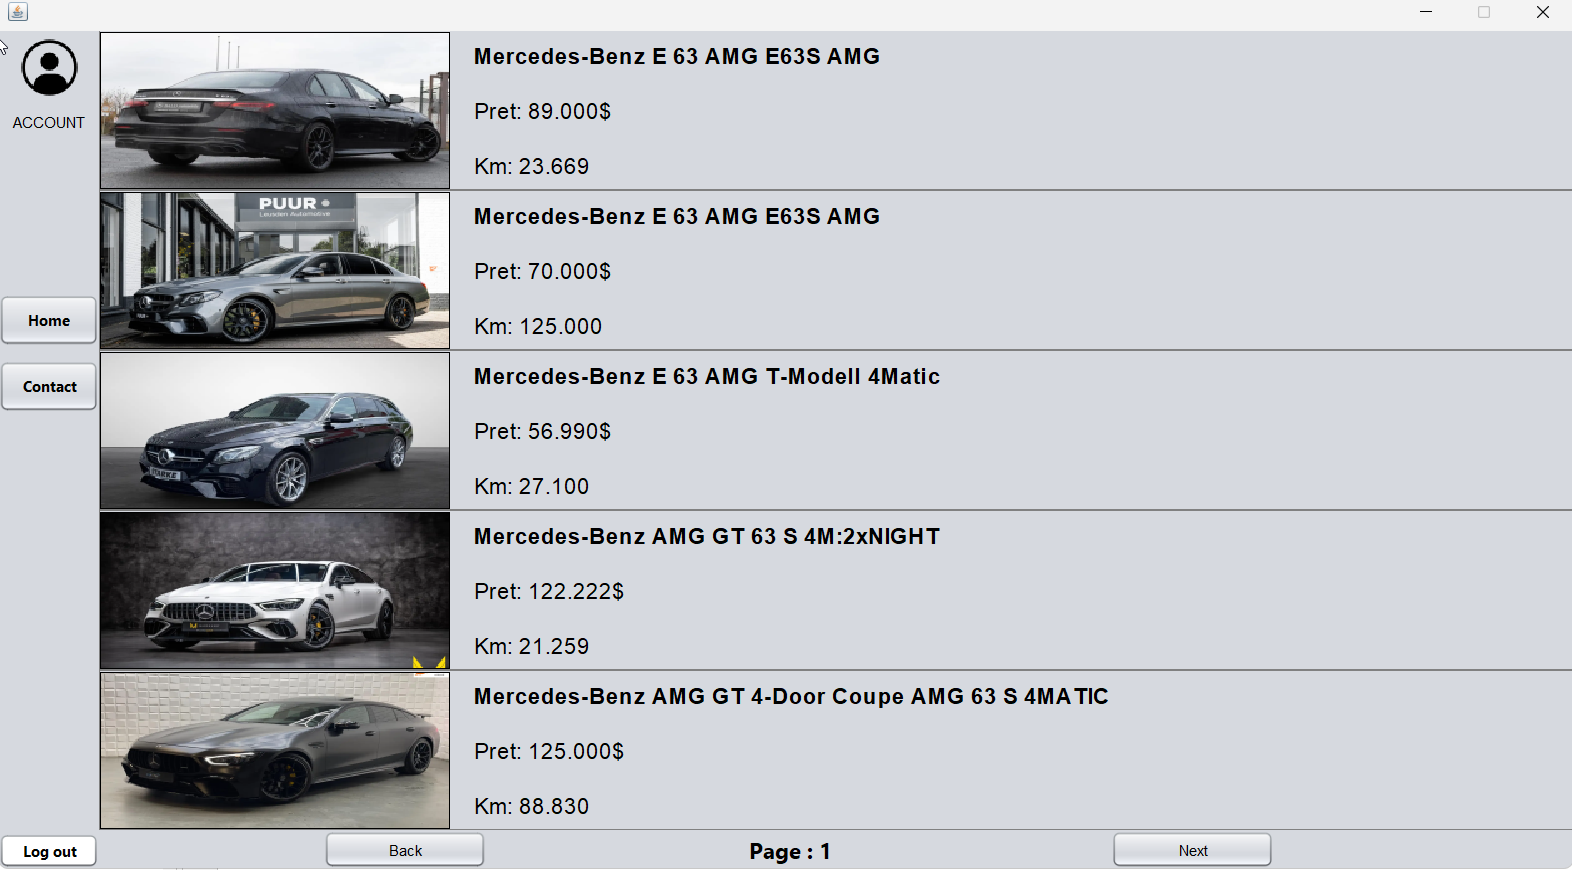 ACCOUNT
Home
Contact
Log out
Mercedes-Benz E 63 AMG E63S AMG
Pret: 89.000$
Km: 23.669
PUUR
Leusden Automotive
Mercedes-Benz E 63 AMG E63S AMG
Pret: 70.000$
Km: 125.000
Mercedes-Benz E 63 AMG T-Modell 4Matic
Pret: 56.990$
Km: 27.100
Mercedes-Benz AMG GT 63 S 4M:2xNIGHT
Pret: 122.222$
Km: 21.259
Mercedes-Benz AMG GT 4-Door Coupe AMG 63 S 4MATIC
Pret: 125.000$
Km: 88.830
Back
Page : 1
Next